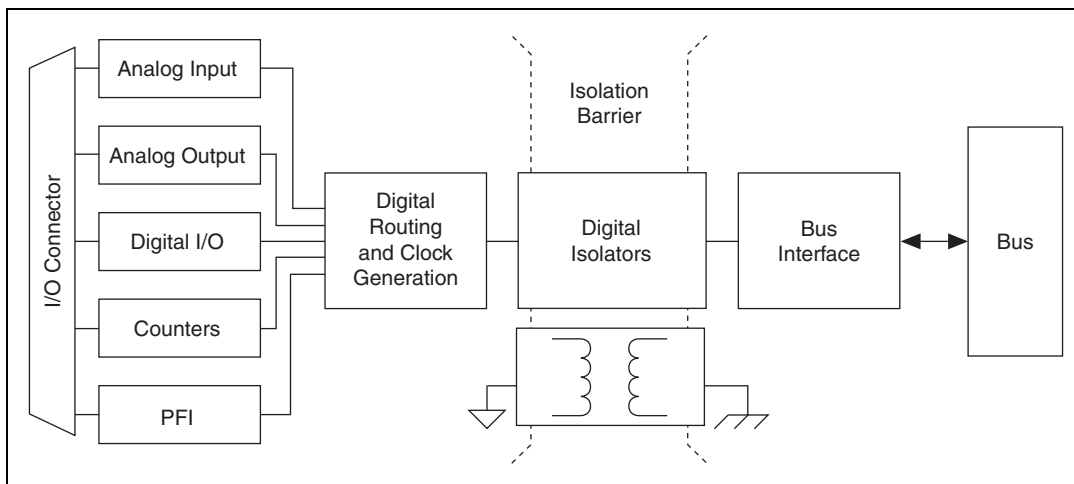 I/O Connector
Analog Input
Analog Output
Digital I/O
Counters
PFI
Digital
Routing
and Clock
Generation
Isolation
Barrier
Digital
Isolators
Bus
Interface
Bus